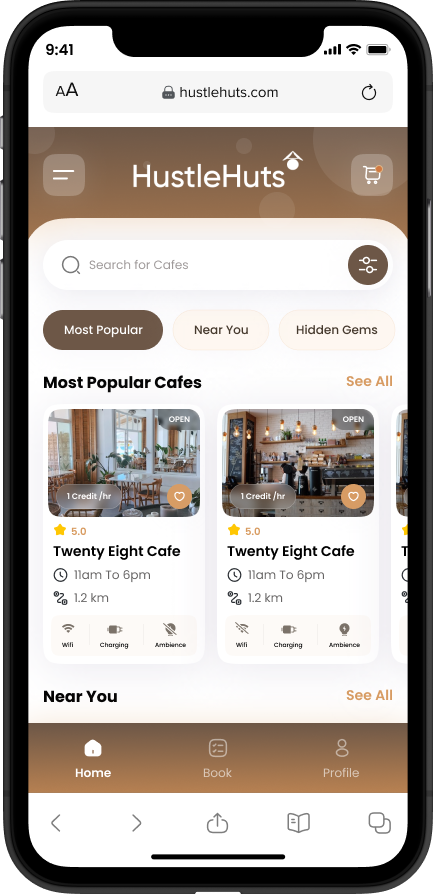 9:41
AA
hustlehuts.com
HustleHuts
Search for Cafes
Most Popular
Near You
Hidden Gems
Most Popular Cafes
See All
OPEN
OPEN
1 Credit /hr
1 Credit /hr
5.0
5.0
Twenty Eight Cafe
Twenty Eight Cafe
11am To 6pm
11am To 6pm
1.2 km
1.2 km
Wifi
Charging
Ambience
Wifi
Charging
Ambience
Near You
See All
Home
Book
Profile